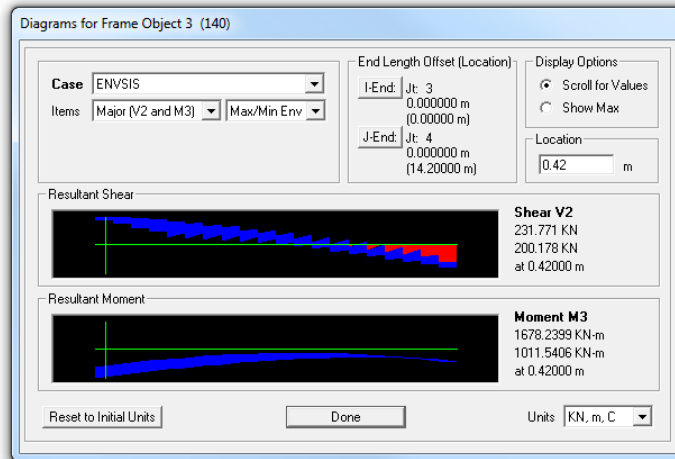 Diagrams for Frame Object 3 (140)
Case ENVSIS
Items Major (V2 and M3) Max/Min Env
End Length Offset (Location)
I-End: Jt: 3
0.000000 m
(0.00000 m)
J-End: Jt: 4
0.000000 m
(14.20000 m)
Display Options
Scroll for Values
Show Max
Location
0.42 m
Resultant Shear
Shear V2
231.771 KN
200.178 KN
at 0.42000 m
Resultant Moment
Moment M3
1678.2399 KN-m
1011.5406 KN-m
at 0.42000 m
Reset to Initial Units
Done
Units KN, m, C